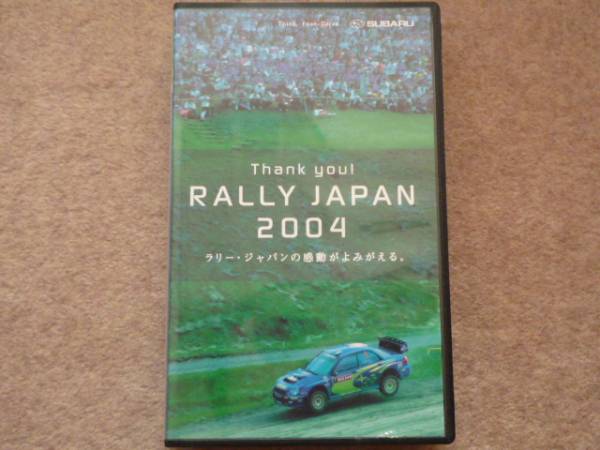 Think. Feel. Drive. SUBARU
Thank you!
RALLY JAPAN
2004
ラリー・ジャパンの感動がよみがえる。